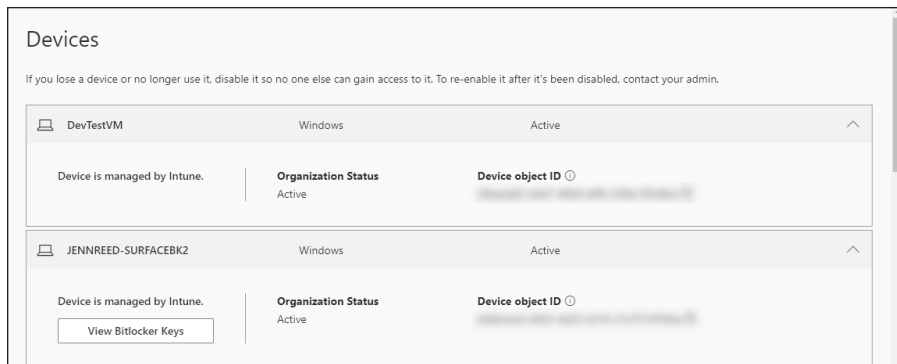 Devices
If you lose a device or no longer use it, disable it so no one else can gain access to it. To re-enable it after it's been disabled, contact your admin.
DevTestVM Windows Active
Device is managed by Intune. Organization Status Device object ID
Active
JENNREED-SURFACEBK2 Windows Active
Device is managed by Intune. Organization Status Device object ID
Active
View Bitlocker Keys